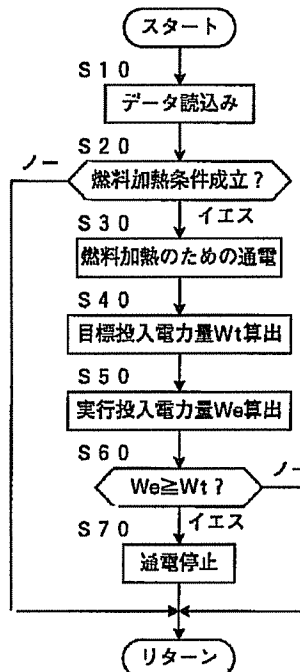 スタート
S10
データ読込み
S20
ノー
燃料加熱条件成立?
イエス
S30
燃料加熱のための通電
S40
目標投入電力量Wt算出
S50
実行投入電力量We算出
S60
ノー
We≧Wt?
イエス
S70
通電停止
リターン